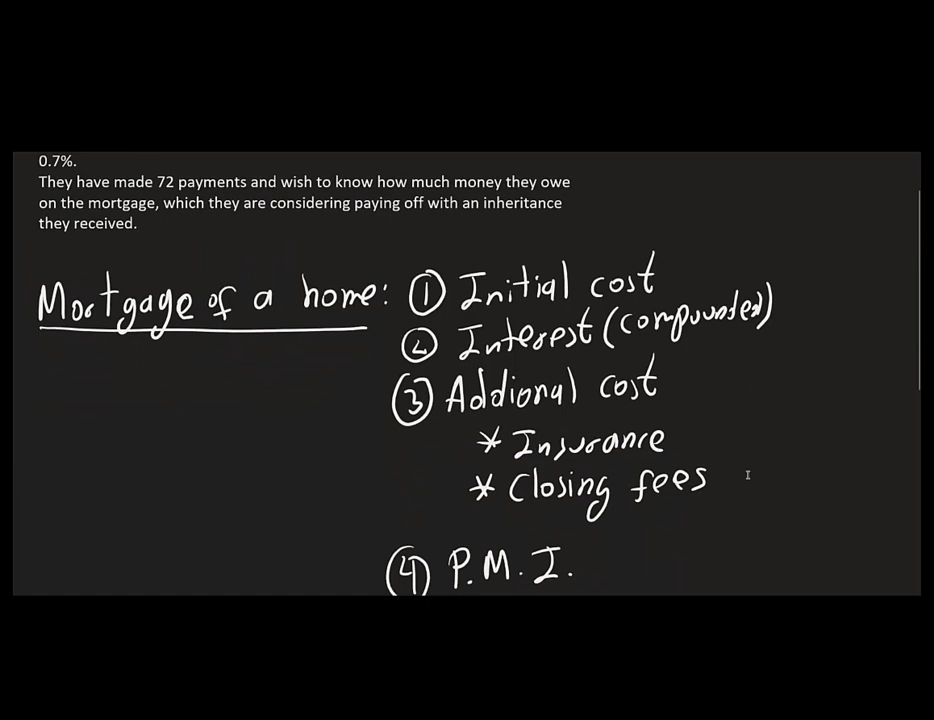 0.7%.
They have made 72 payments and wish to know how much money they owe
on the mortgage, which they are considering paying off with an inheritance
they received.
Mortgage of a home: ① Initial cost
② Interest (compounded)
③ Addional cost
* Insurance
* Closing fees
④ P.M.I.